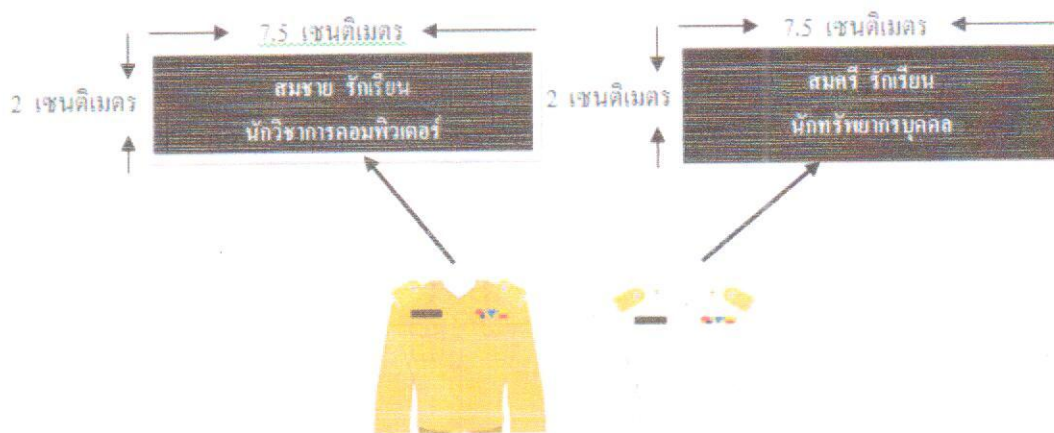 7.5 เซนติเมตร
2 เซนติเมตร
สมชาย รักเรียน
นักวิชาการคอมพิวเตอร์
7.5 เซนติเมตร
2 เซนติเมตร
สมศรี รักเรียน
นักทรัพยากรบุคคล